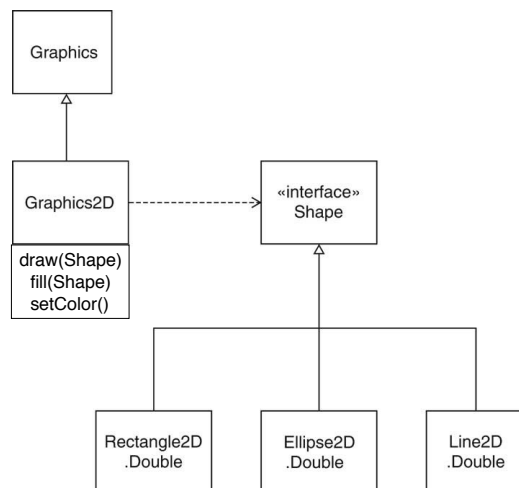 Graphics
Graphics2D
«interface»
Shape
draw(Shape)
fill(Shape)
setColor()
Rectangle2D
.Double
Ellipse2D
.Double
Line2D
.Double